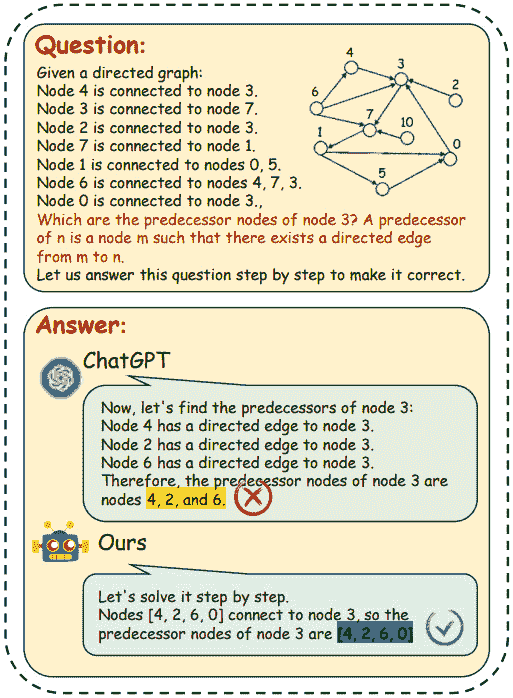 Question:
Given a directed graph:
Node 4 is connected to node 3.
Node 3 is connected to node 7.
Node 2 is connected to node 3.
Node 7 is connected to node 1.
Node 1 is connected to nodes 0, 5.
Node 6 is connected to nodes 4, 7, 3.
Node 0 is connected to node 3.,
Which are the predecessor nodes of node 3? A predecessor
of n is a node m such that there exists a directed edge
from m to n.
Let us answer this question step by step to make it correct.
4
3
2
6
7
10
1
0
5
Answer:
ChatGPT
Now, let's find the predecessors of node 3:
Node 4 has a directed edge to node 3.
Node 2 has a directed edge to node 3.
Node 6 has a directed edge to node 3.
Therefore, the predecessor nodes of node 3 are
nodes 4, 2, and 6.
Ours
Let's solve it step by step.
Nodes [4, 2, 6, 0] connect to node 3, so the
predecessor nodes of node 3 are [4, 2, 6, 0]